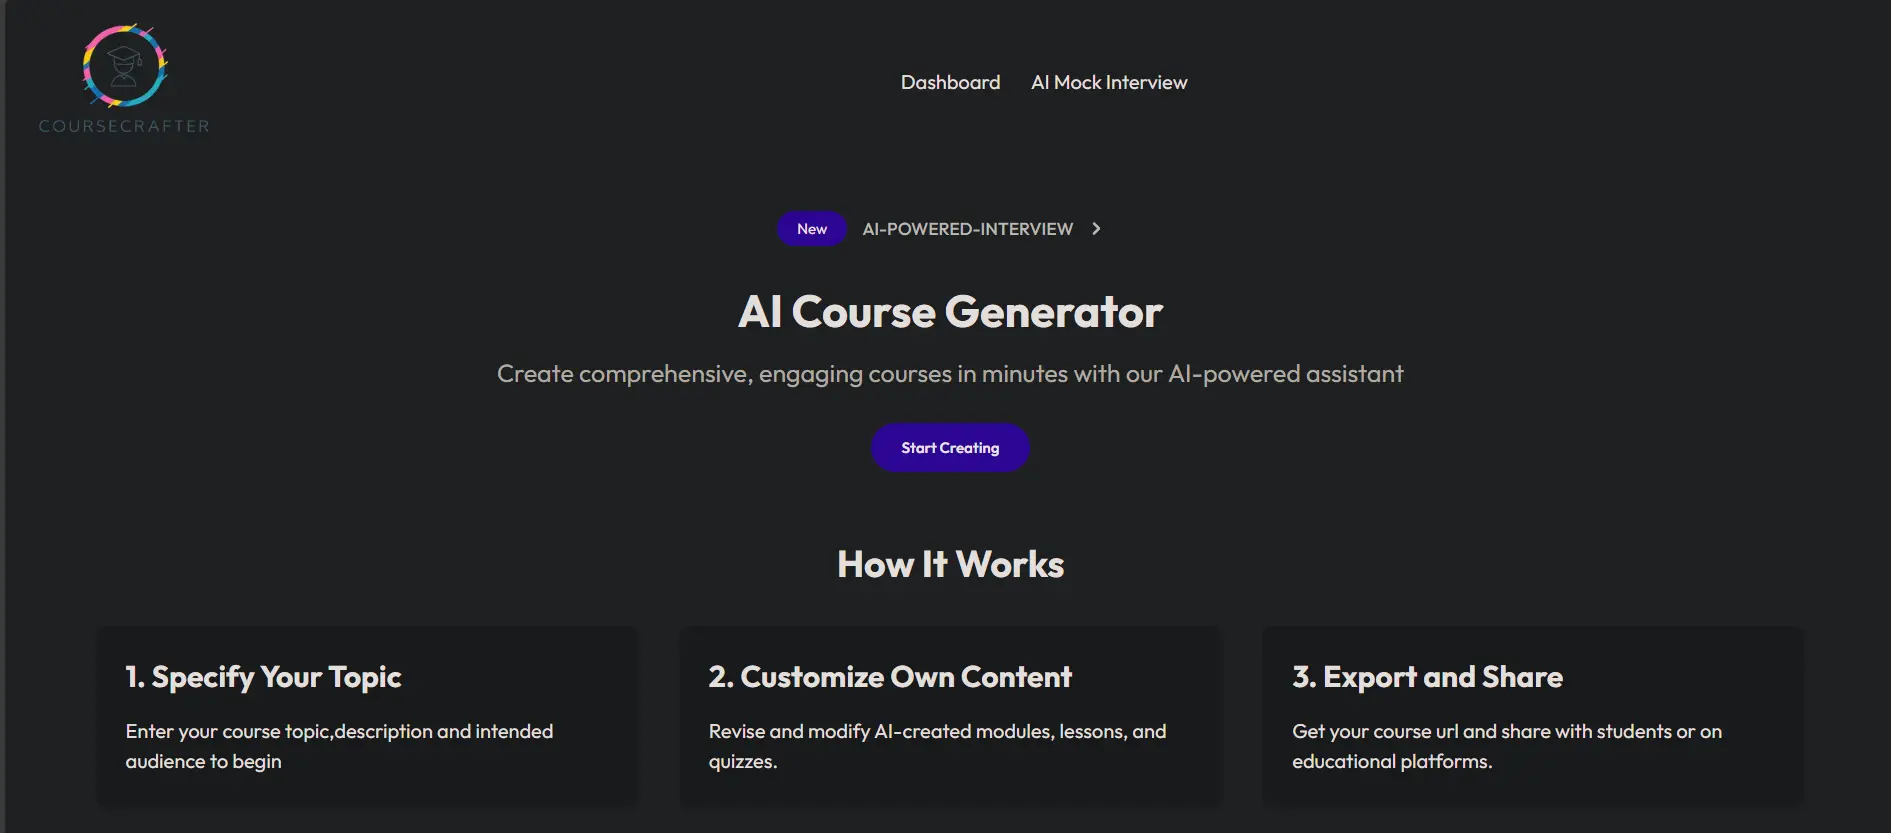 COURSECRAFTER
Dashboard
AI Mock Interview
New
AI-POWERED-INTERVIEW
AI Course Generator
Create comprehensive, engaging courses in minutes with our AI-powered assistant
Start Creating
How It Works
1. Specify Your Topic
Enter your course topic,description and intended
audience to begin
2. Customize Own Content
Revise and modify AI-created modules, lessons, and
quizzes.
3. Export and Share
Get your course url and share with students or on
educational platforms.